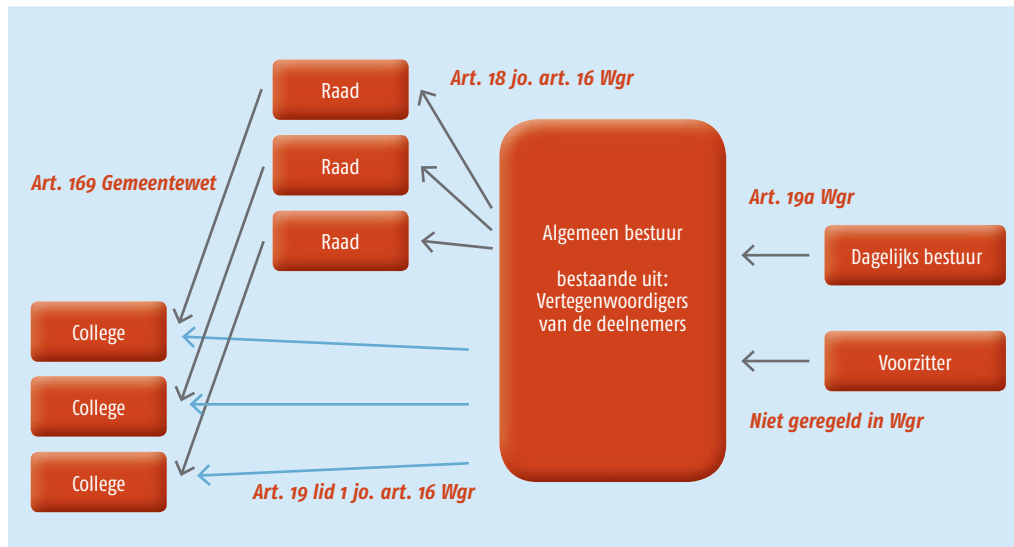 Raad
Art. 18 jo. art. 16 Wgr
Raad
Art. 169 Gemeentewet
Raad
Algemeen bestuur
bestaande uit:
Vertegenwoordigers
van de deelnemers
Art. 19a Wgr
Dagelijks bestuur
College
Voorzitter
College
Niet geregeld in Wgr
College
Art. 19 lid 1 jo. art. 16 Wgr